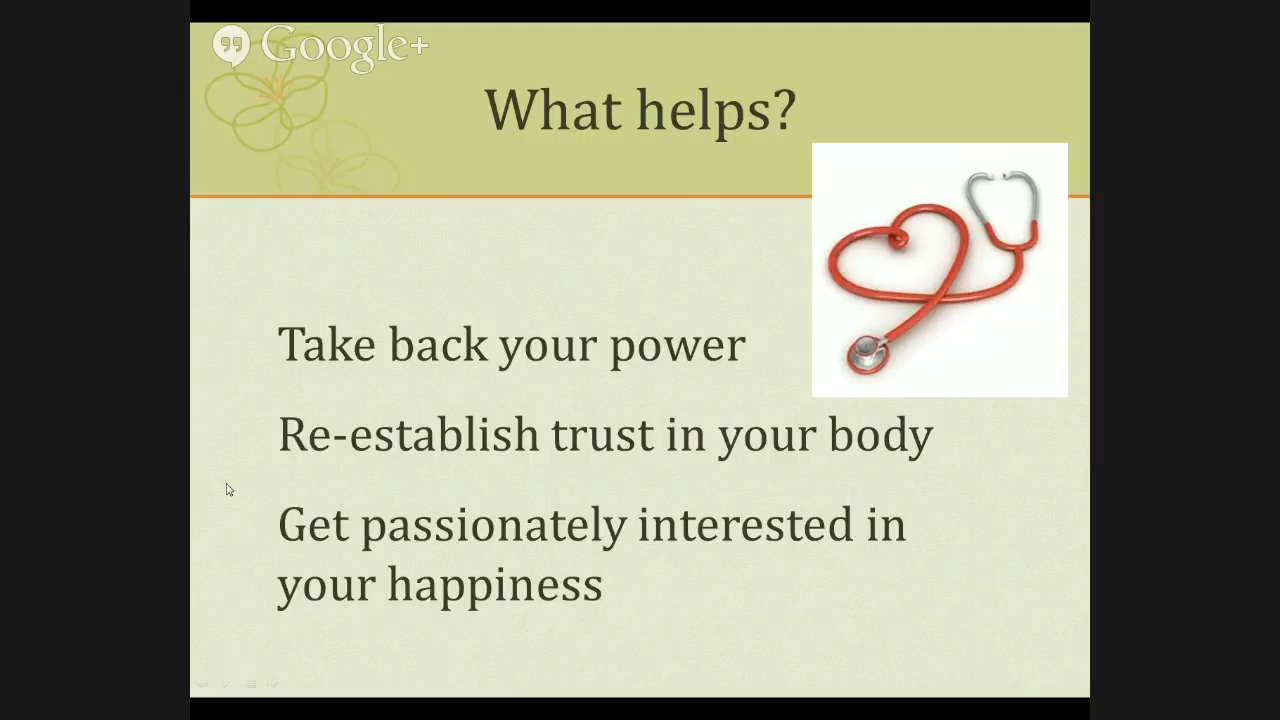 Google+
What helps?
Take back your power
Re-establish trust in your body
Get passionately interested in
your happiness